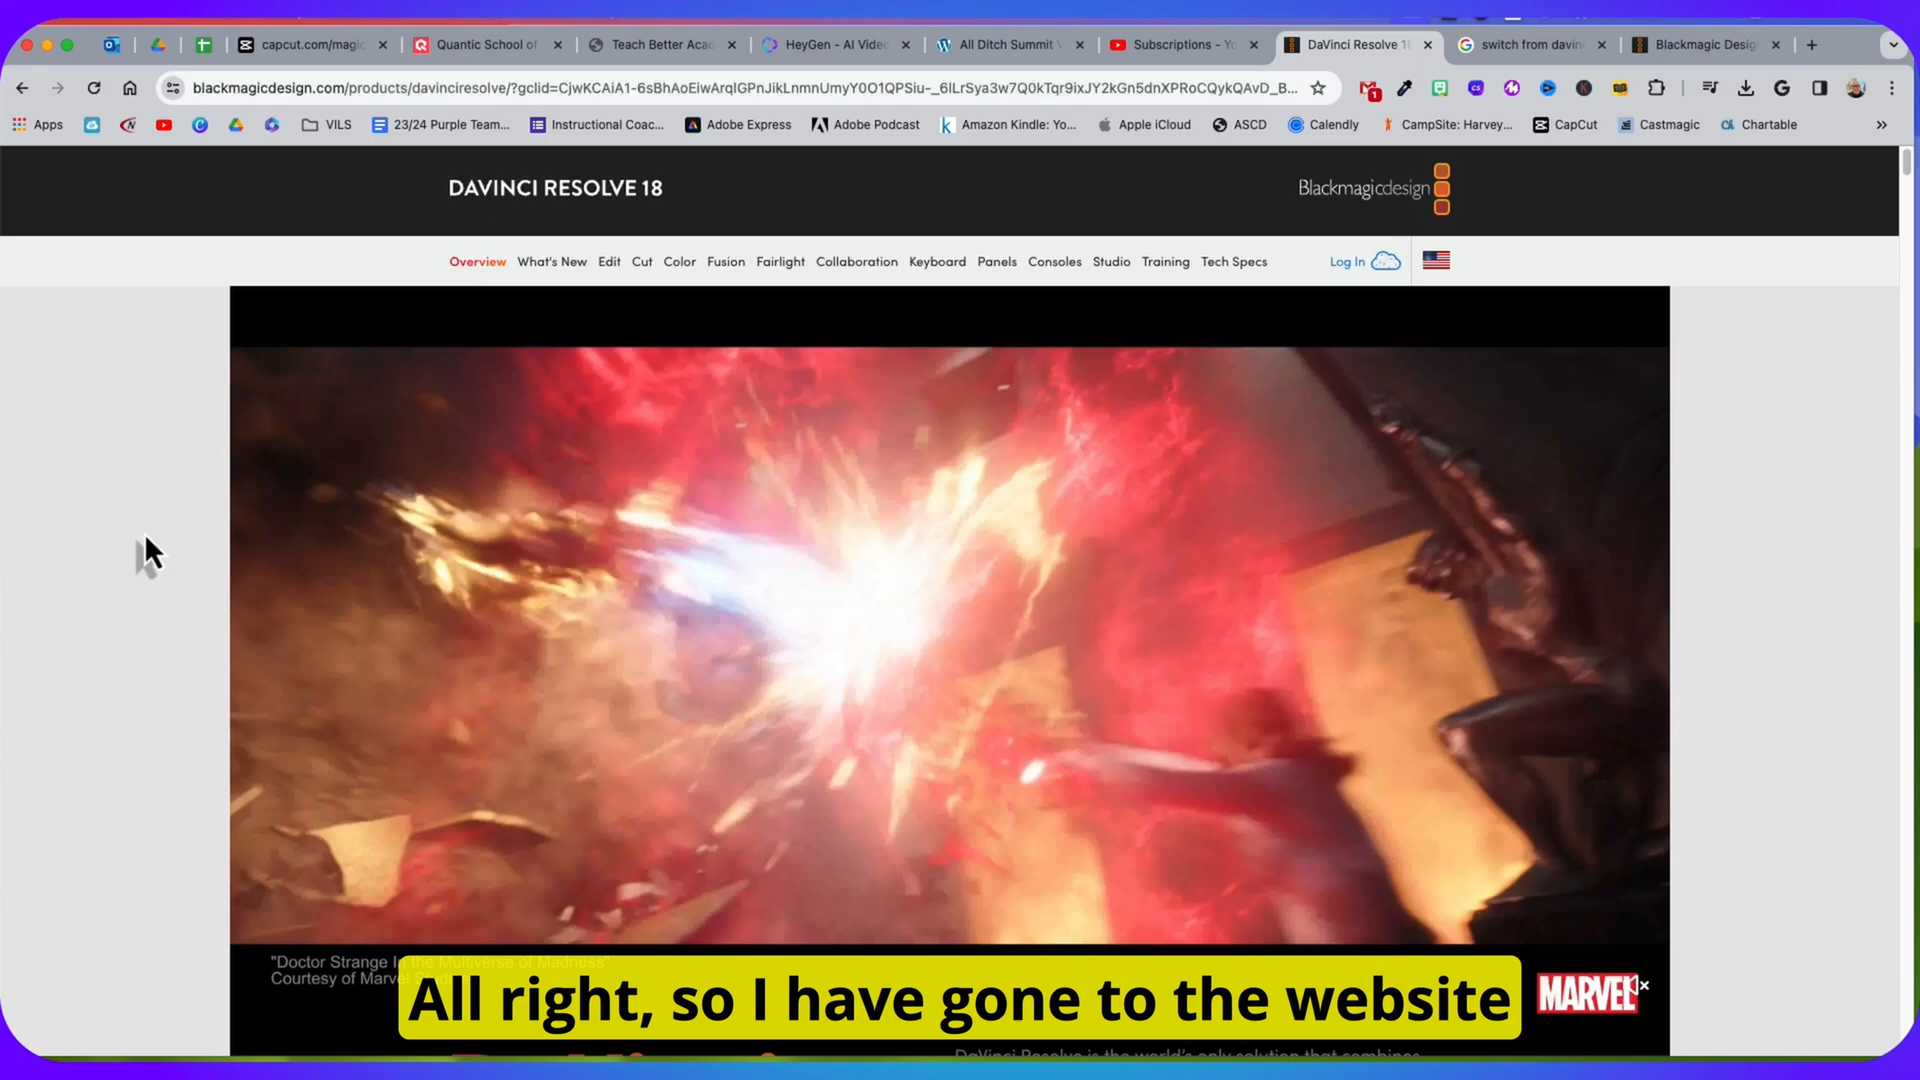 capcut.com/magic
Quantic School of
Teach Better Acad
HeyGen - AI Video
All Ditch Summit
Subscriptions - Yo
DaVinci Resolve 1
switch from davin
Blackmagic Desig
blackmagicdesign.com/products/davinciresolve/?gclid=CjwKCAiA1-6sBhAoEiwArqlGPnJikLnmnUmyY0O1QPSiu-_6lLrSya3w7Q0kTqr9ixJY2kGn5dnXPRoCQykQAvD_B...
1
Apps
VILS
23/24 Purple Team...
Instructional Coac...
Adobe Express
Adobe Podcast
Amazon Kindle: Yo...
Apple iCloud
ASCD
Calendly
CampSite: Harvey...
CapCut
Castmagic
Chartable
DAVINCI RESOLVE 18
Blackmagicdesign
Overview What's New Edit Cut Color Fusion Fairlight Collaboration Keyboard Panels Consoles Studio Training Tech Specs
Log In
"Doctor Strange In the Multiverse of Madness"
Courtesy of Marvel
All right, so I have gone to the website
MARVEL
DaVinci Resolve is the world's only solution that combines